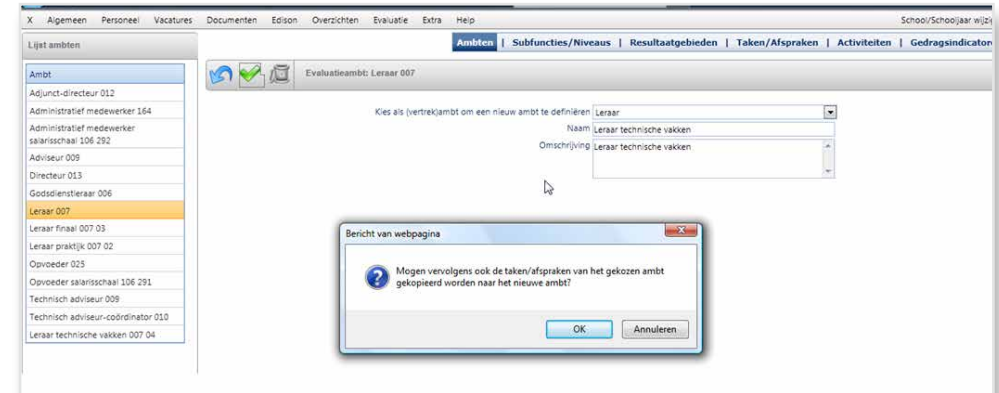 X Algemeen Personeel Vacatures Documenten Edison Overzichten Evaluatie Extra Help School/Schooljaar wijzig
Lijst ambten
Ambten | Subfuncties/Niveaus | Resultaatgebieden | Taken/Afspraken | Activiteiten | Gedragsindicator
Ambt
Adjunct-directeur 012
Administratief medewerker 164
Administratief medewerker
salarisschaal 106 292
Adviseur 009
Directeur 013
Godsdienstleraar 006
Leraar 007
Leraar finaal 007 03
Leraar praktijk 007 02
Opvoeder 025
Opvoeder salarisschaal 106 291
Technisch adviseur 009
Technisch adviseur-coördinator 010
Leraar technische vakken 007 04
Evaluatieambt: Leraar 007
Kies als (vertrek)ambt om een nieuw ambt te definiëren Leraar
Naam Leraar technische vakken
Omschrijving Leraar technische vakken
Bericht van webpagina
Mogen vervolgens ook de taken/afspraken van het gekozen ambt
gekopieerd worden naar het nieuwe ambt?
OK Annuleren